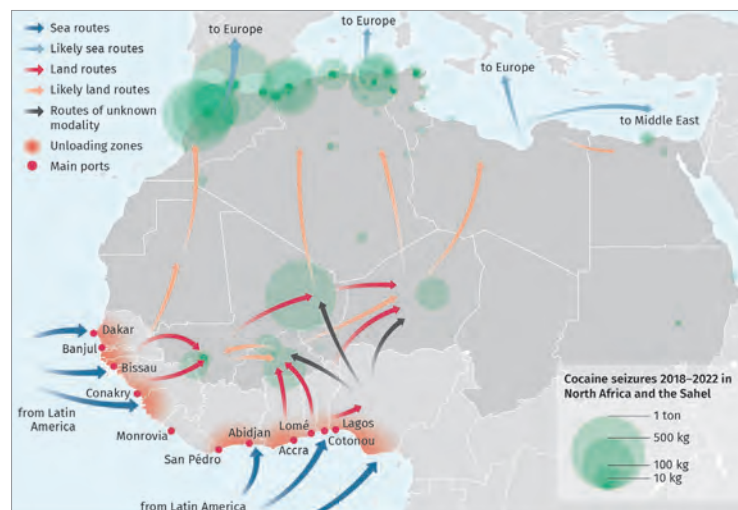 Sea routes
Likely sea routes
Land routes
Likely land routes
Routes of unknown
modality
Unloading zones
Main ports
to Europe
to Europe
to Europe
to Middle East
Dakar
Banjul
Bissau
Conakry
from Latin
America
Monrovia
San Pédro
Abidjan
Lomé
Accra
Lagos
Cotonou
from Latin America
Cocaine seizures 2018–2022 in
North Africa and the Sahel
1 ton
500 kg
100 kg
10 kg